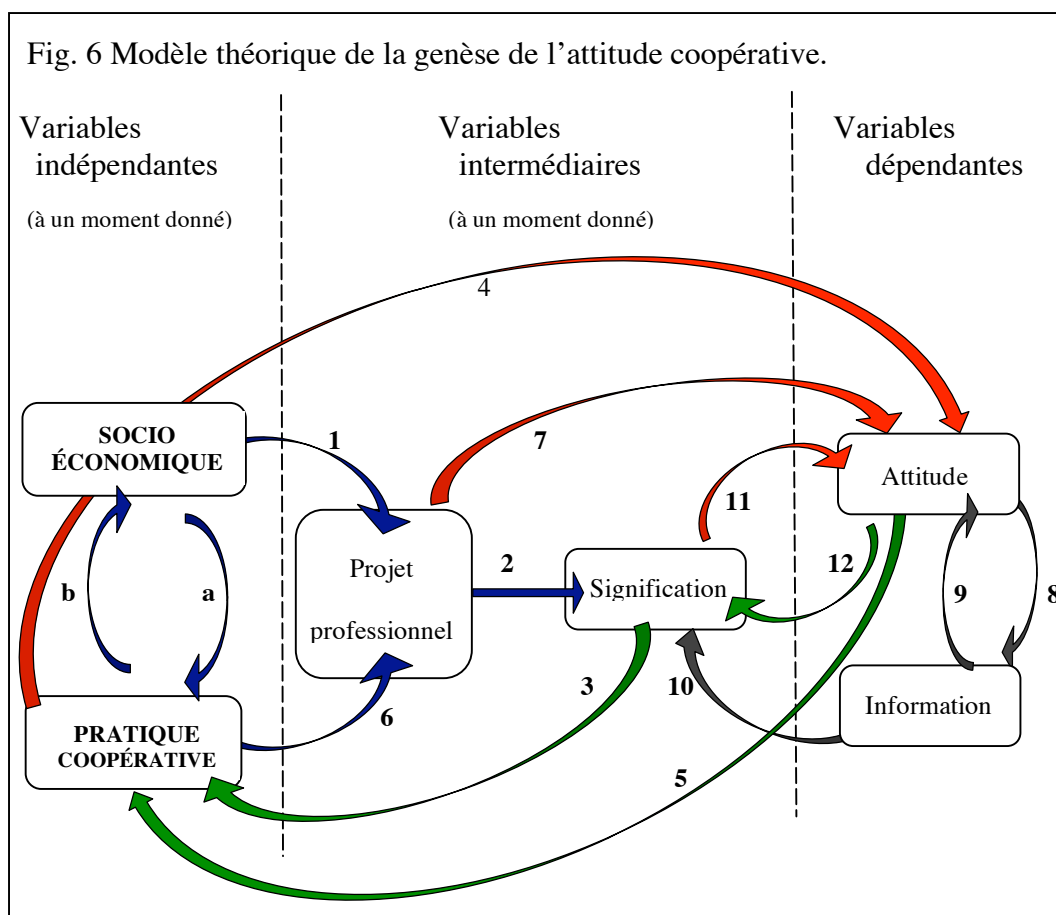 Fig. 6 Modèle théorique de la genèse de l’attitude coopérative.
Variables
indépendantes
(à un moment donné)
Variables
intermédiaires
(à un moment donné)
Variables
dépendantes
4
SOCIO
ÉCONOMIQUE
1
7
11
Attitude
Projet
professionnel
2
Signification
12
b
a
9
8
3
10
6
Information
PRATIQUE
COOPÉRATIVE
5